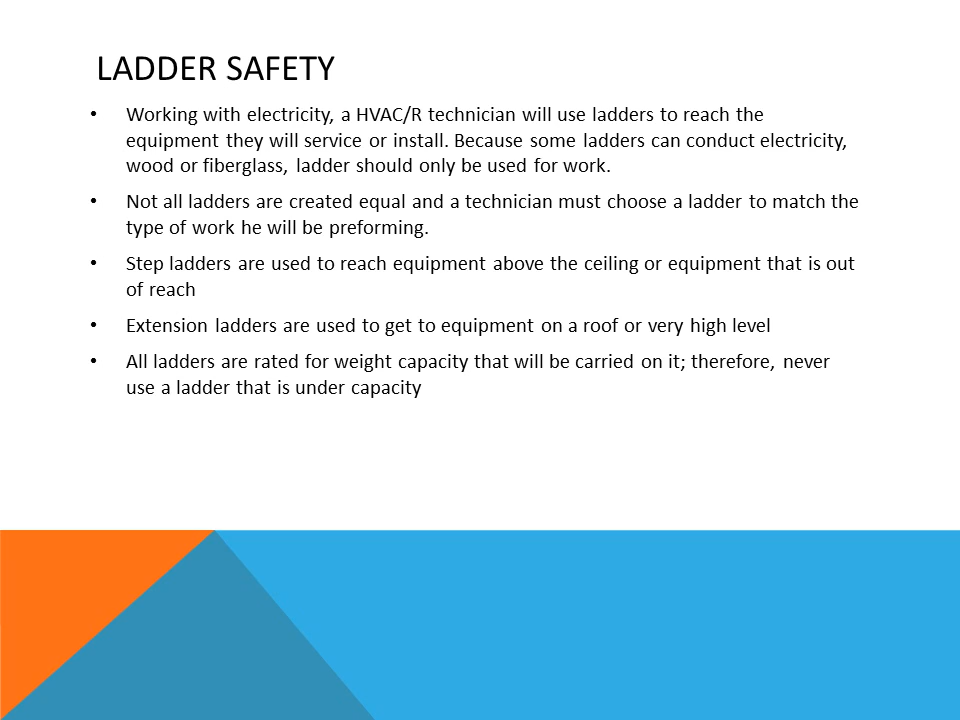 LADDER SAFETY
• Working with electricity, a HVAC/R technician will use ladders to reach the
equipment they will service or install. Because some ladders can conduct electricity,
wood or fiberglass, ladder should only be used for work.
• Not all ladders are created equal and a technician must choose a ladder to match the
type of work he will be preforming.
• Step ladders are used to reach equipment above the ceiling or equipment that is out
of reach
• Extension ladders are used to get to equipment on a roof or very high level
• All ladders are rated for weight capacity that will be carried on it; therefore, never
use a ladder that is under capacity